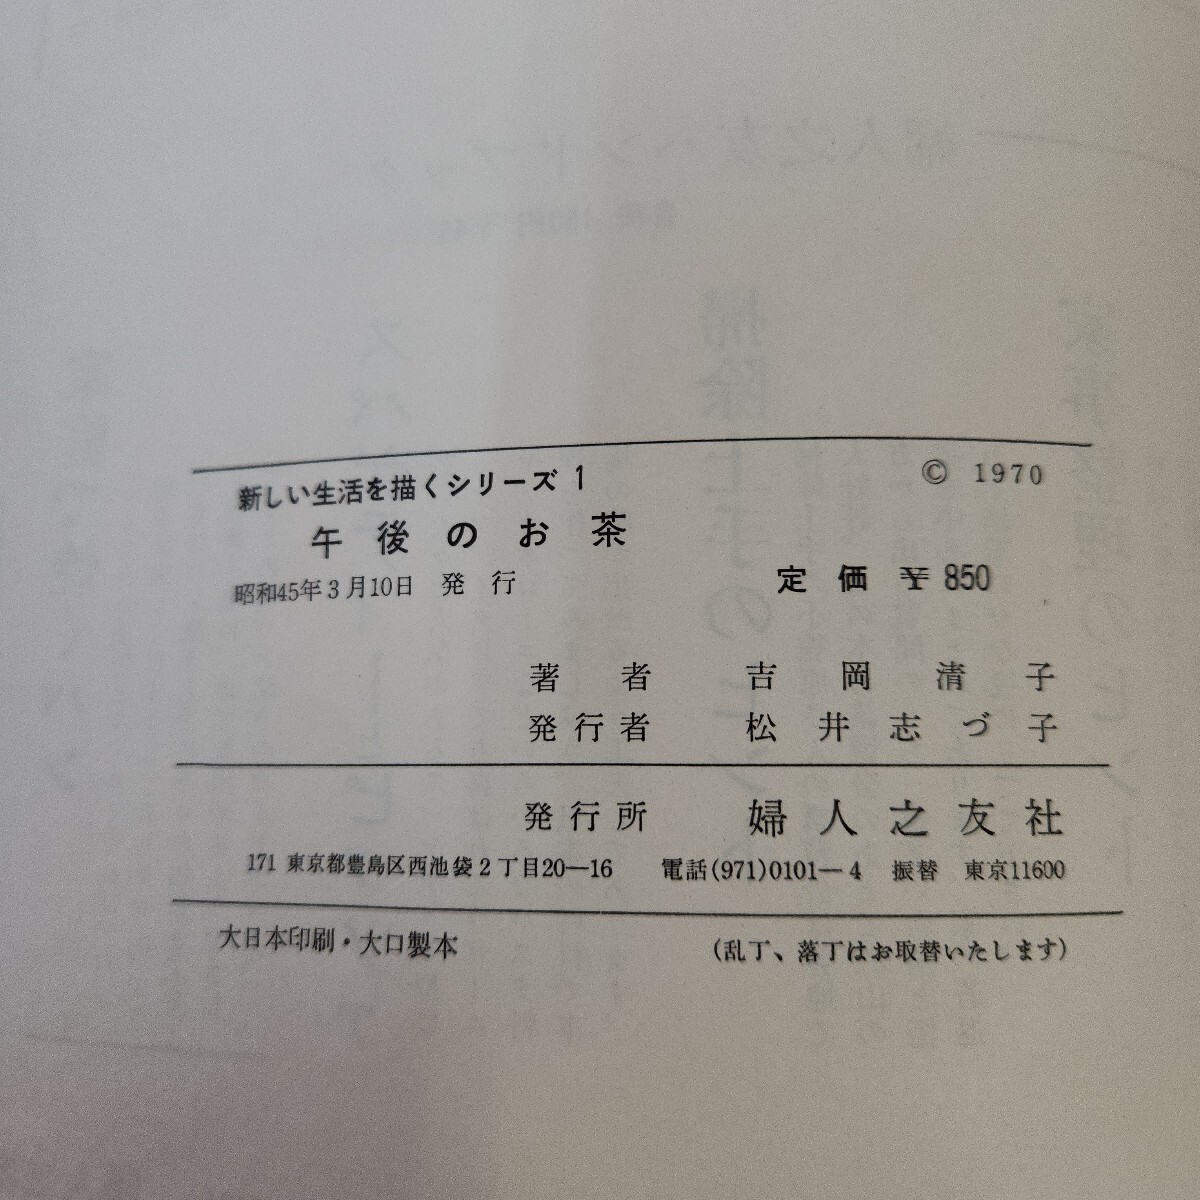 新しい生活を描くシリーズ 1
© 1970
午後のお茶
昭和45年3月10日 発行
定価 ¥850
著者 吉岡清子
発行者 松井志づ子
発行所 婦人之友社
171 東京都豊島区西池袋2丁目20—16 電話(971)0101—4 振替 東京11600
大日本印刷・大口製本
(乱丁、落丁はお取替いたします)